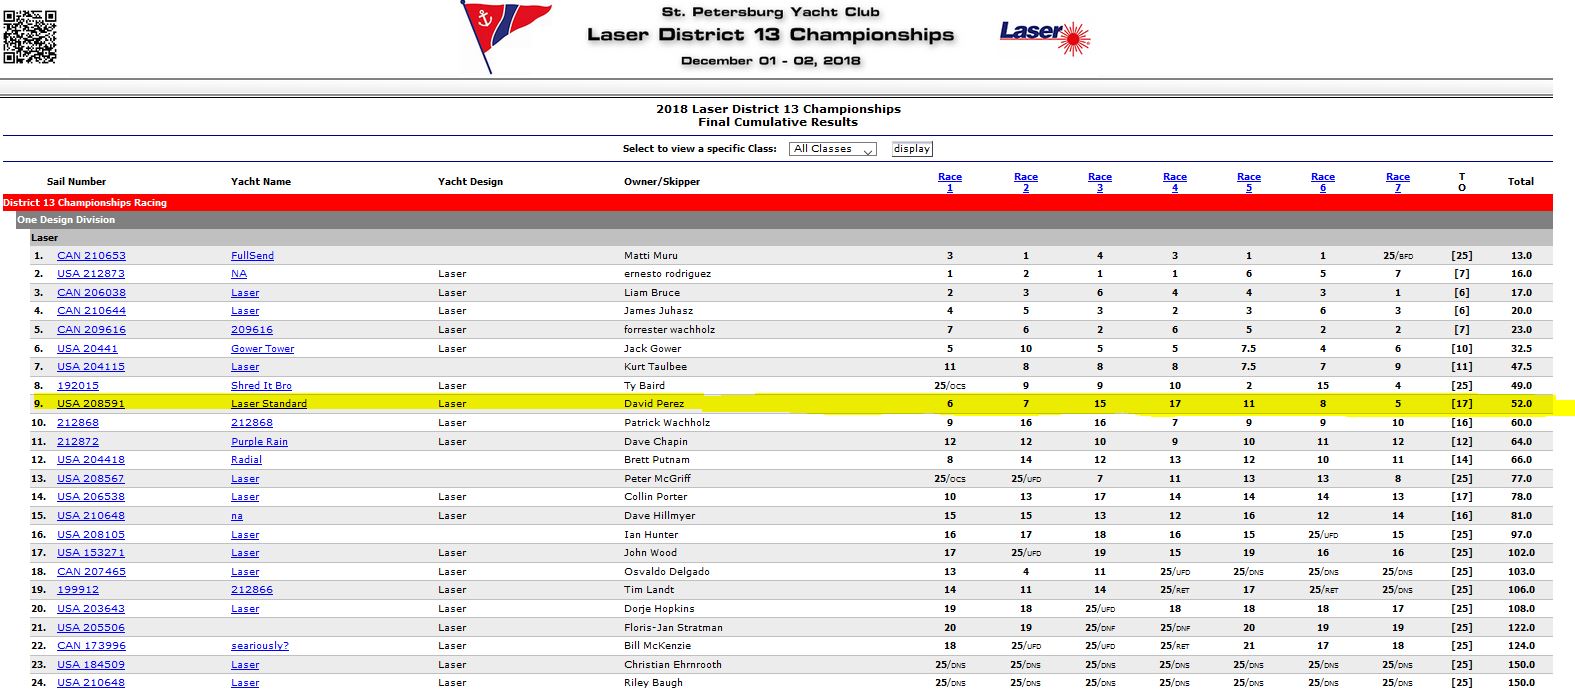 St. Petersburg Yacht Club
Laser District 13 Championships
December 01 - 02, 2018
Laser
2018 Laser District 13 Championships
Final Cumulative Results
Select to view a specific Class: All Classes display
Sail Number Yacht Name Yacht Design Owner/Skipper Race 1 Race 2 Race 3 Race 4 Race 5 Race 6 Race 7 T O Total
District 13 Championships Racing
One Design Division
Laser
1. CAN 210653 FullSend Matti Muru 3 1 4 3 1 1 25/BFD [25] 13.0
2. USA 212873 NA Laser ernesto rodriguez 1 2 1 1 6 5 7 [7] 16.0
3. CAN 206038 Laser Laser Liam Bruce 2 3 6 4 4 3 1 [6] 17.0
4. CAN 210644 Laser Laser James Juhasz 4 5 3 2 3 6 3 [6] 20.0
5. CAN 209616 209616 Laser forrester wachholz 7 6 2 6 5 2 2 [7] 23.0
6. USA 20441 Gower Tower Laser Jack Gower 5 10 5 5 7.5 4 6 [10] 32.5
7. USA 204115 Laser Kurt Taulbee 11 8 8 8 7.5 7 9 [11] 47.5
8. 192015 Shred It Bro Laser Ty Baird 25/OCS 9 9 10 2 15 4 [25] 49.0
9. USA 208591 Laser Standard Laser David Perez 6 7 15 17 11 8 5 [17] 52.0
10. 212868 212868 Laser Patrick Wachholz 9 16 16 7 9 9 10 [16] 60.0
11. 212872 Purple Rain Laser Dave Chapin 12 12 10 9 10 11 12 [12] 64.0
12. USA 204418 Radial Brett Putnam 8 14 12 13 12 10 11 [14] 66.0
13. USA 208567 Laser Peter McGriff 25/OCS 25/UFD 7 11 13 13 8 [25] 77.0
14. USA 206538 Laser Laser Collin Porter 10 13 17 14 14 14 13 [17] 78.0
15. USA 210648 na Laser Dave Hillmyer 15 15 13 12 16 12 14 [16] 81.0
16. USA 208105 Laser Ian Hunter 16 17 18 16 15 25/UFD 15 [25] 97.0
17. USA 153271 Laser Laser John Wood 17 25/UFD 19 15 19 16 16 [25] 102.0
18. CAN 207465 Laser Laser Osvaldo Delgado 13 4 11 25/UFD 25/DNS 25/DNS 25/DNS [25] 103.0
19. 199912 212866 Laser Tim Landt 14 11 14 25/RET 17 25/RET 25/DNS [25] 106.0
20. USA 203643 Laser Laser Dorje Hopkins 19 18 25/UFD 18 18 18 17 [25] 108.0
21. USA 205506 Laser Floris-Jan Stratman 20 19 25/DNF 25/DNF 20 19 19 [25] 122.0
22. CAN 173996 seariously? Laser Bill McKenzie 18 25/UFD 25/UFD 25/RET 21 17 18 [25] 124.0
23. USA 184509 Laser Laser Christian Ehrnrooth 25/DNS 25/DNS 25/DNS 25/DNS 25/DNS 25/DNS 25/DNS [25] 150.0
24. USA 210648 Laser Laser Riley Baugh 25/DNS 25/DNS 25/DNS 25/DNS 25/DNS 25/DNS 25/DNS [25] 150.0